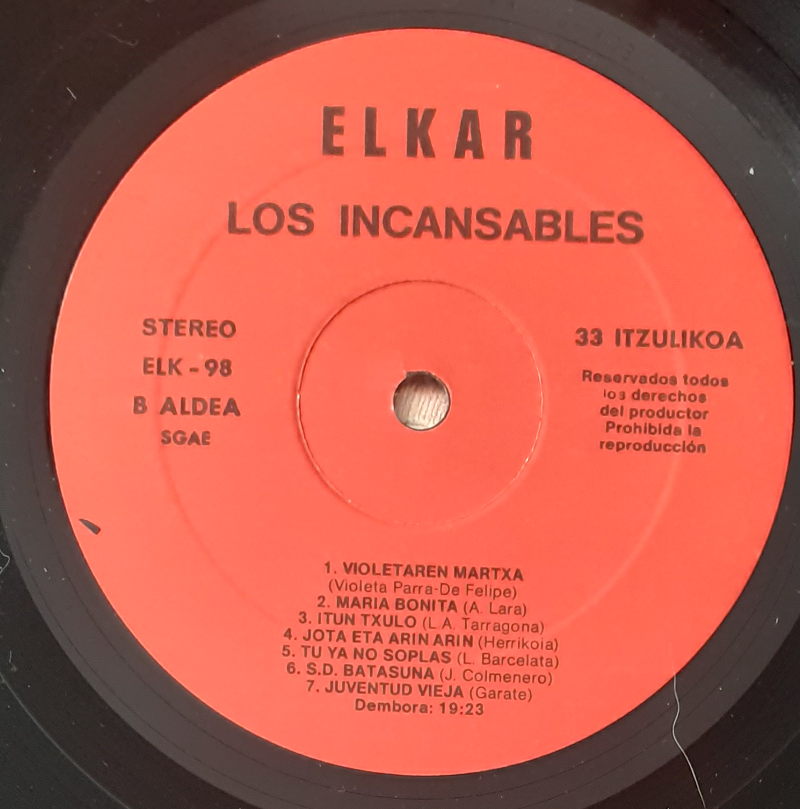 ELKAR
LOS INCANSABLES
STEREO
ELK-98
B ALDEA
SGAE
33 ITZULIKOA
Reservados todos
los derechos
del productor
Prohibida la
reproducción
1. VIOLETAREN MARTXA
(Violeta Parra-De Felipe)
2. MARIA BONITA (A. Lara)
3. ITUN TXULO (L A. Tarragona)
4. JOTA ETA ARIN ARIN (Herrikoia)
5. TU YA NO SOPLAS (L. Barcelata)
6. S.D. BATASUNA (J. Colmenero)
7. JUVENTUD VIEJA (Garate)
Dembora: 19:23